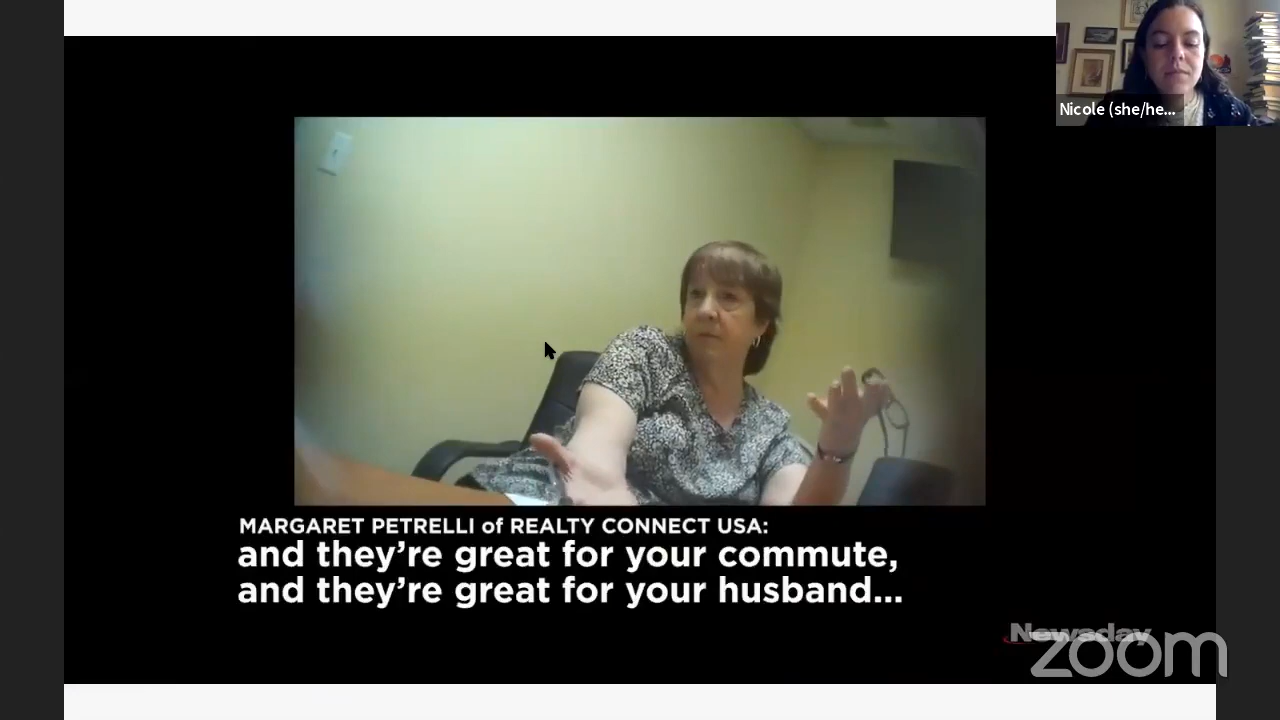 Nicole (she/he...
MARGARET PETRELLI of REALTY CONNECT USA:
and they're great for your commute,
and they're great for your husband...
Newsday
zoom